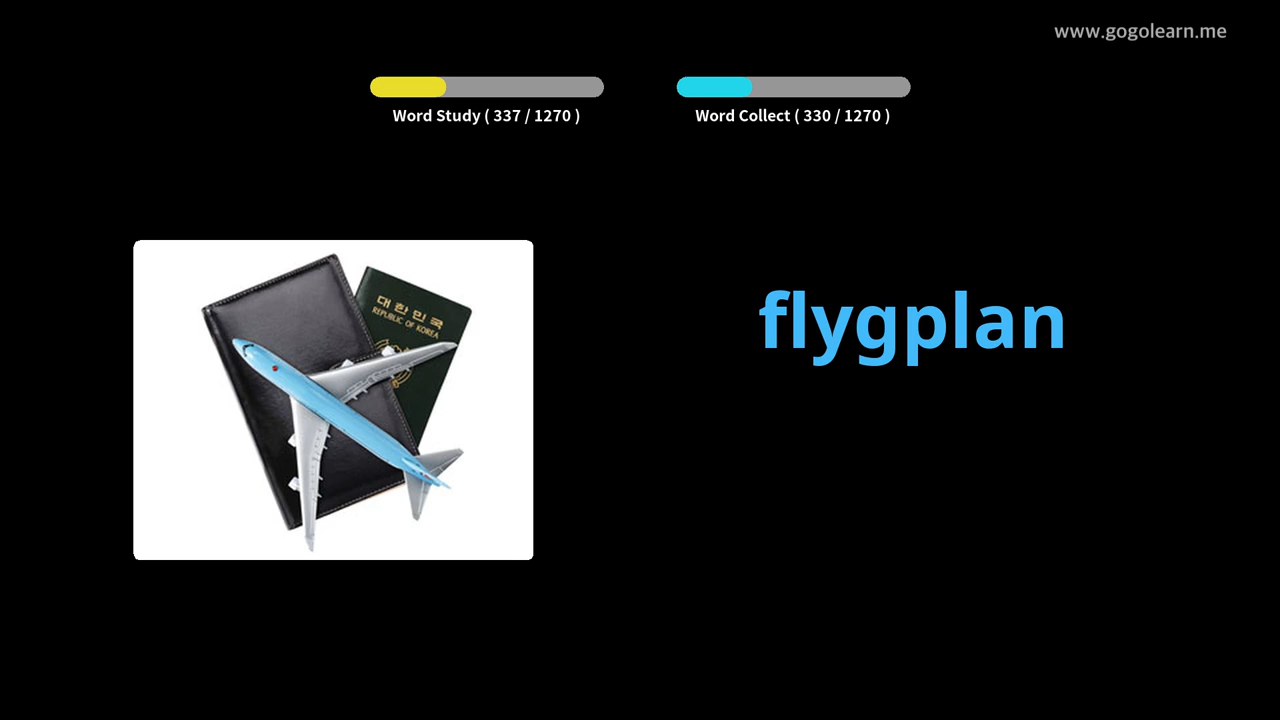 www.gogolearn.me
Word Study ( 337 / 1270 )
Word Collect ( 330 / 1270 )
대한민국
REPUBLIC OF KOREA
flygplan